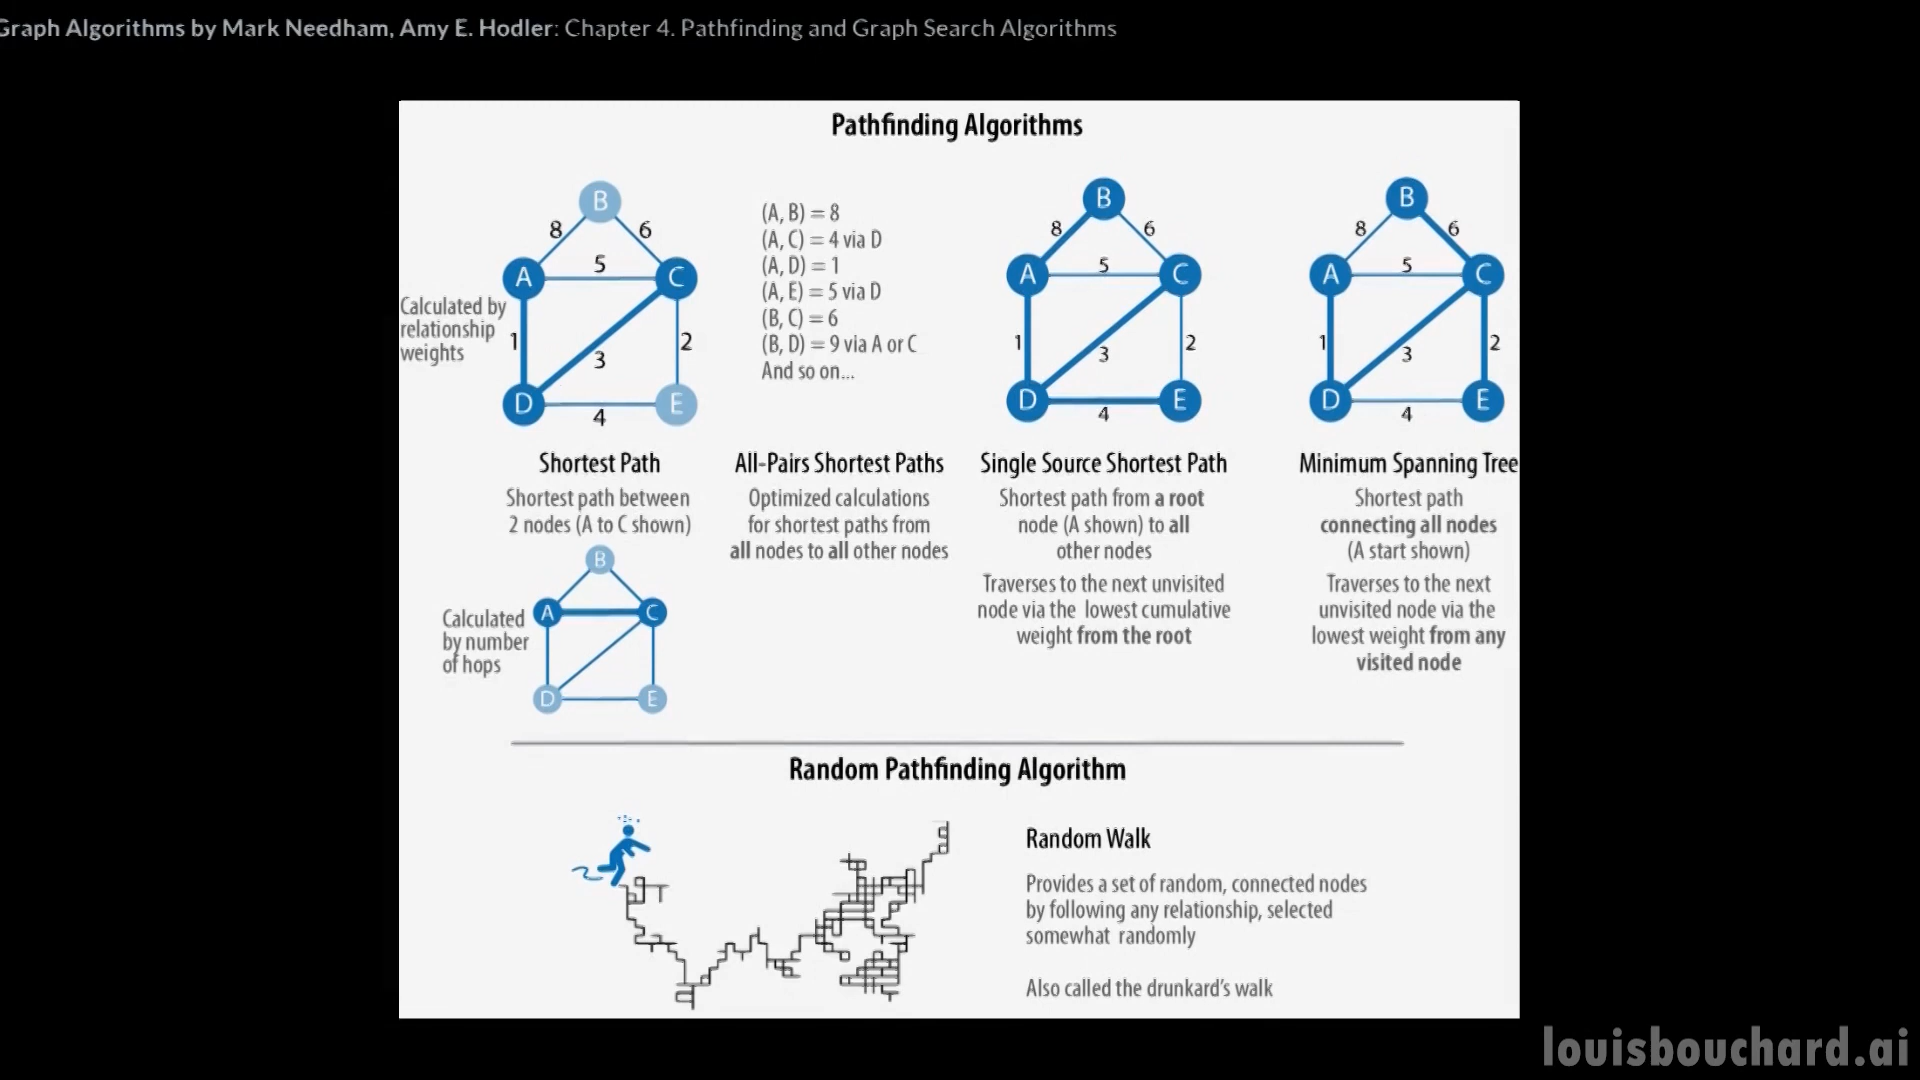 Graph Algorithms by Mark Needham, Amy E. Hodler: Chapter 4. Pathfinding and Graph Search Algorithms
Pathfinding Algorithms
Calculated by
relationship
weights
B
8
6
A
5
C
1
3
2
D
4
E
Shortest Path
Shortest path between
2 nodes (A to C shown)
Calculated
by number
of hops
B
A
C
D
E
(A, B) = 8
(A, C) = 4 via D
(A, D) = 1
(A, E) = 5 via D
(B, C) = 6
(B, D) = 9 via A or C
And so on...
All-Pairs Shortest Paths
Optimized calculations
for shortest paths from
all nodes to all other nodes
B
8
6
A
5
C
1
3
2
D
4
E
Single Source Shortest Path
Shortest path from a root
node (A shown) to all
other nodes
Traverses to the next unvisited
node via the lowest cumulative
weight from the root
B
8
6
A
5
C
1
3
2
D
4
E
Minimum Spanning Tree
Shortest path
connecting all nodes
(A start shown)
Traverses to the next
unvisited node via the
lowest weight from any
visited node
Random Pathfinding Algorithm
Random Walk
Provides a set of random, connected nodes
by following any relationship, selected
somewhat randomly
Also called the drunkard's walk
louisbouchard.ai